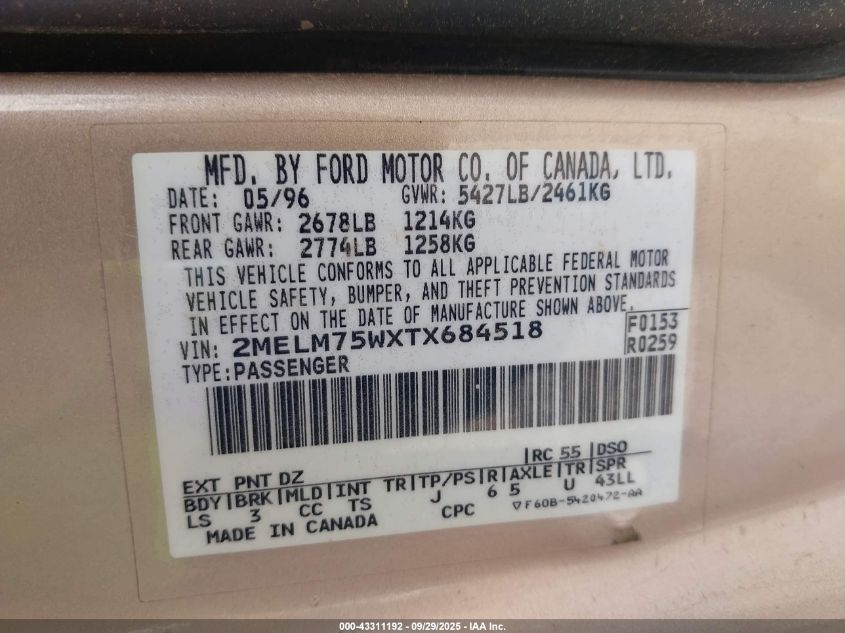 MFD. BY FORD MOTOR CO. OF CANADA, LTD.
DATE: 05/96 GVWR: 5427LB/2461KG
FRONT GAWR: 2678LB 1214KG
REAR GAWR: 2774LB 1258KG
THIS VEHICLE CONFORMS TO ALL APPLICABLE FEDERAL MOTOR
VEHICLE SAFETY, BUMPER, AND THEFT PREVENTION STANDARDS
IN EFFECT ON THE DATE OF MANUFACTURE SHOWN ABOVE.
VIN: 2MELM75WXTX684518 F0153
TYPE:PASSENGER R0259
EXT PNT DZ RC 55 DSO
BDY BRK MLD INT TR TP/PS R AXLE TR SPR
LS 3 CC TS J 6 5 U 43LL
MADE IN CANADA CPC ▽F60B-5420472-AA
000-43311192 - 09/29/2025 - IAA Inc.